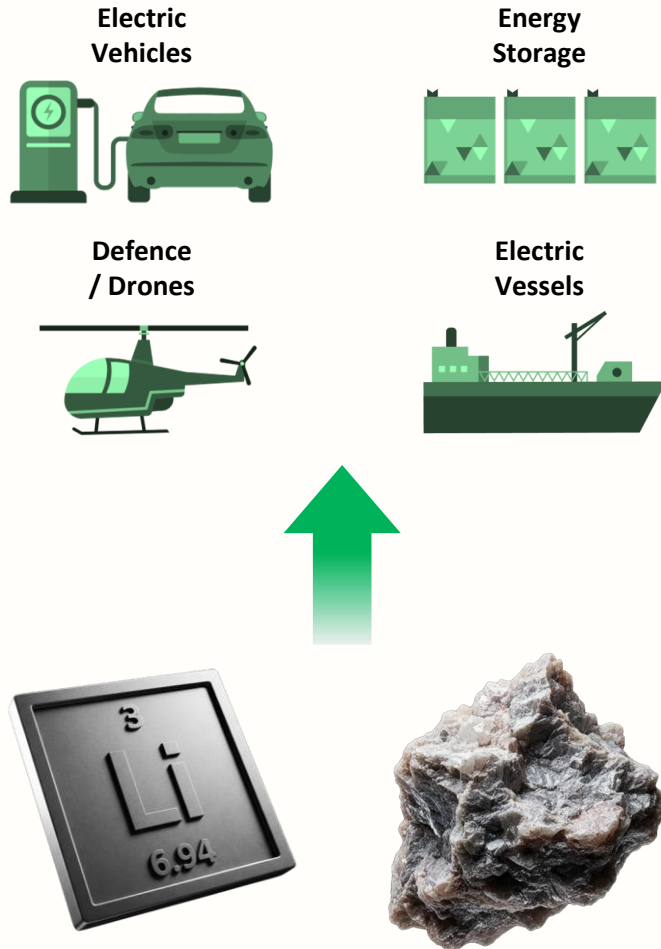 Electric
Vehicles
Energy
Storage
Defence
/ Drones
Electric
Vessels
3
Li
6.94